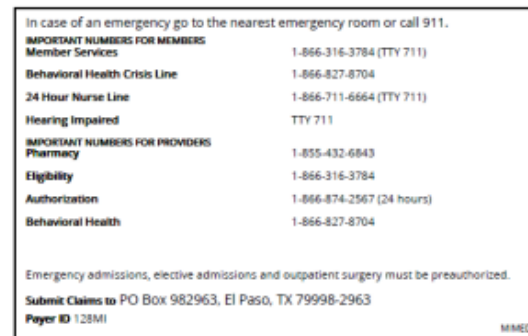 In case of an emergency go to the nearest emergency room or call 911.
IMPORTANT NUMBERS FOR MEMBERS
Member Services 1-866-316-3784 (TTY 711)
Behavioral Health Crisis Line 1-866-827-8704
24 Hour Nurse Line 1-866-711-6664 (TTY 711)
Hearing Impaired TTY 711
IMPORTANT NUMBERS FOR PROVIDERS
Pharmacy 1-855-432-6843
Eligibility 1-866-316-3784
Authorization 1-866-874-2567 (24 hours)
Behavioral Health 1-866-827-8704
Emergency admissions, elective admissions and outpatient surgery must be preauthorized.
Submit Claims to PO Box 982963, El Paso, TX 79998-2963
Payer ID 128MI